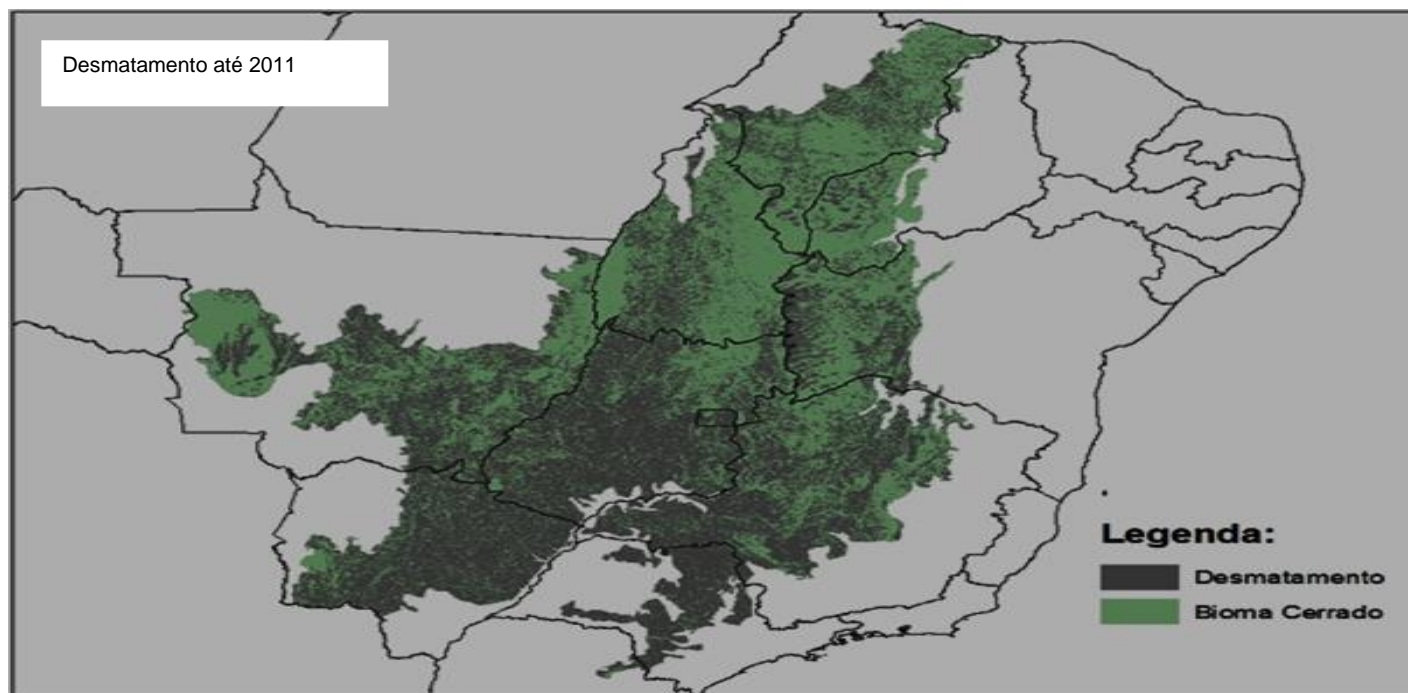 Desmatamento até 2011
Legenda:
Desmatamento
Bioma Cerrado